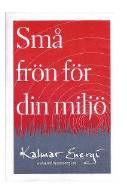 Små
frön för
din miljö
Kalmar Energi